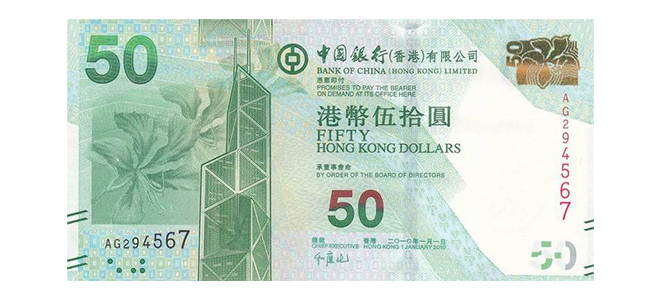 50
中國銀行(香港)有限公司
BANK OF CHINA (HONG KONG) LIMITED
憑票即付
PROMISES TO PAY THE BEARER
ON DEMAND AT ITS OFFICE HERE
港幣伍拾圓
FIFTY
HONG KONG DOLLARS
承董事會命
BY ORDER OF THE BOARD OF DIRECTORS
50
總裁 香港 二〇一〇年一月一日
CHIEF EXECUTIVE HONG KONG 1 JANUARY 2010
AG294567
50
AG294567
50